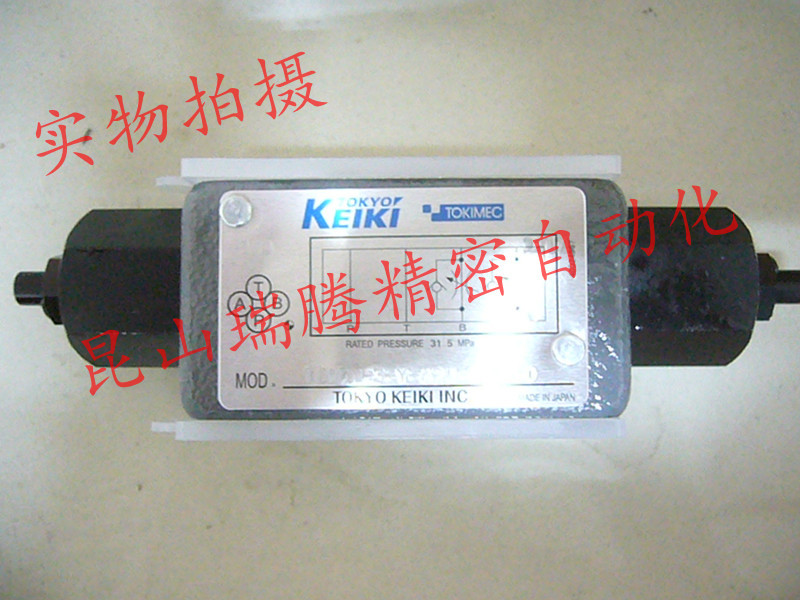 实物拍摄
TOKYO
KEIKI
TOKIMEC
T
A B
P
P T B
RATED PRESSURE 31.5 MPa
MOD.
TOKYO KEIKI INC
MADE IN JAPAN
昆山瑞腾精密自动化